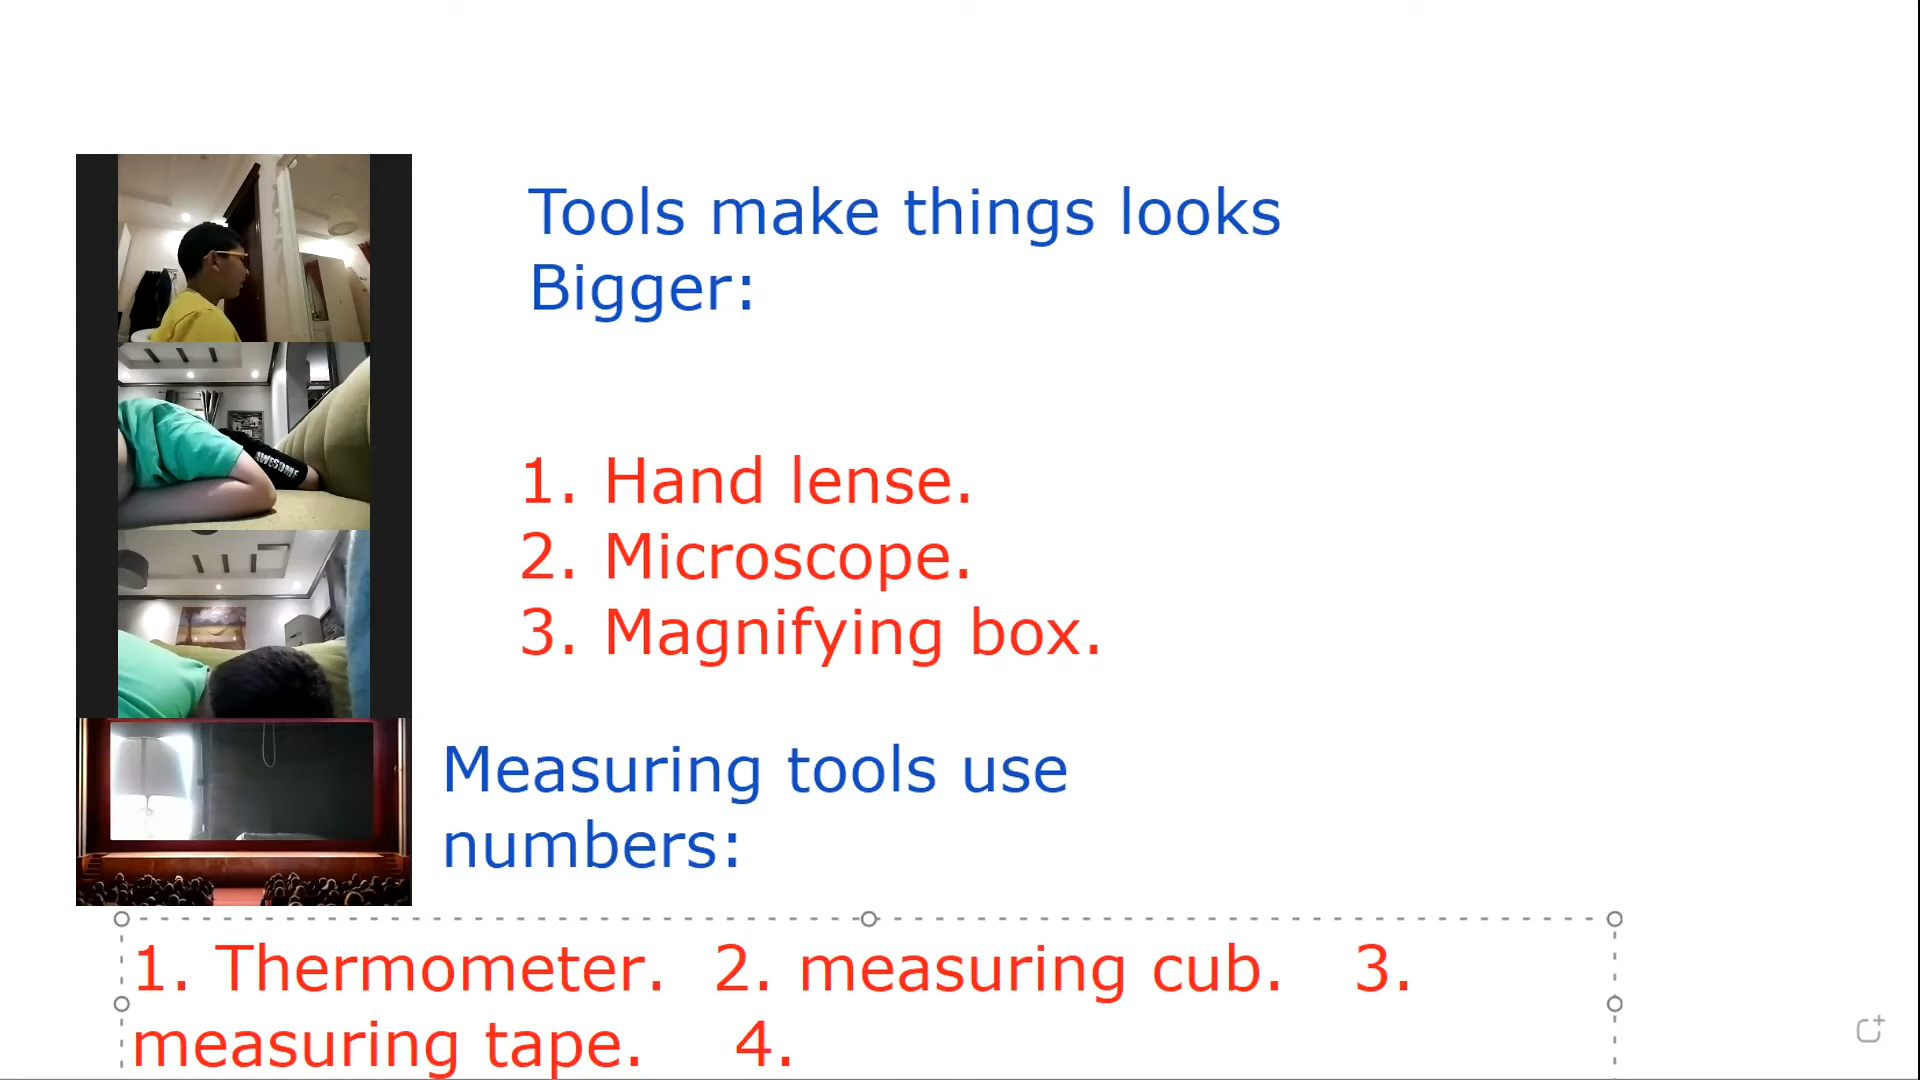 Tools make things looks
Bigger:
AWESOME
1. Hand lense.
2. Microscope.
3. Magnifying box.
Measuring tools use
numbers:
1. Thermometer. 2. measuring cub. 3.
measuring tape. 4.